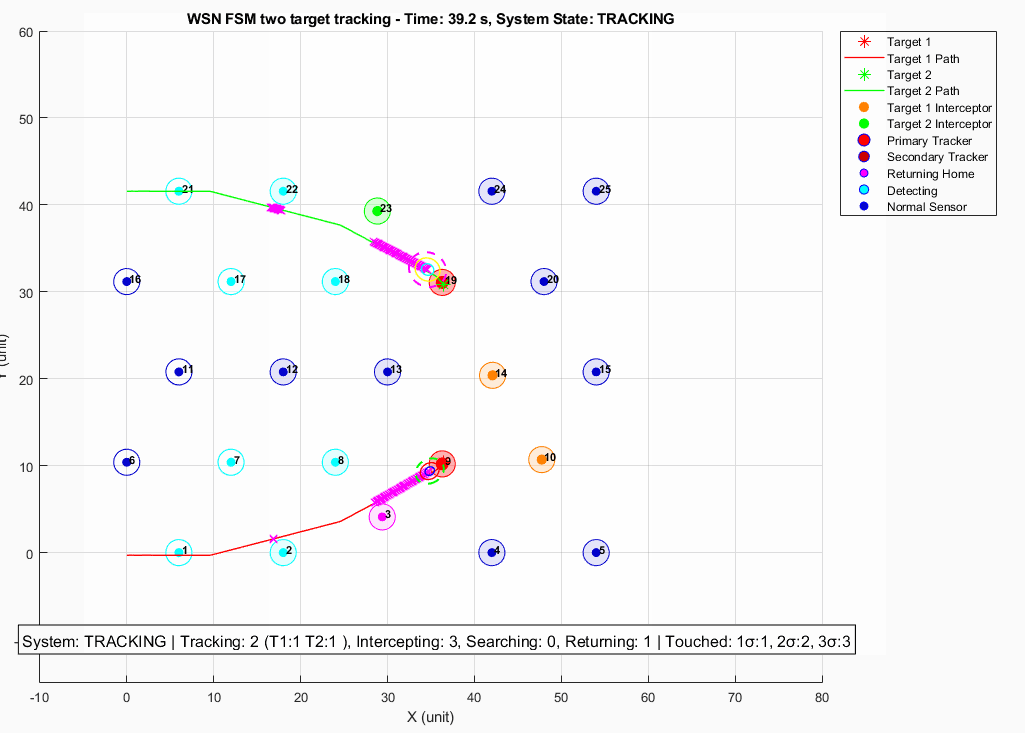 WSN FSM two target tracking - Time: 39.2 s, System State: TRACKING
60
50
40
30
20
10
0
-10
0
10
20
30
40
50
60
70
80
X (unit)
Y (unit)
21
22
23
24
25
16
17
18
19
20
11
12
13
14
15
6
7
8
9
10
1
2
3
4
5
System: TRACKING | Tracking: 2 (T1:1 T2:1 ), Intercepting: 3, Searching: 0, Returning: 1 | Touched: 1σ:1, 2σ:2, 3σ:3
Target 1
Target 1 Path
Target 2
Target 2 Path
Target 1 Interceptor
Target 2 Interceptor
Primary Tracker
Secondary Tracker
Returning Home
Detecting
Normal Sensor